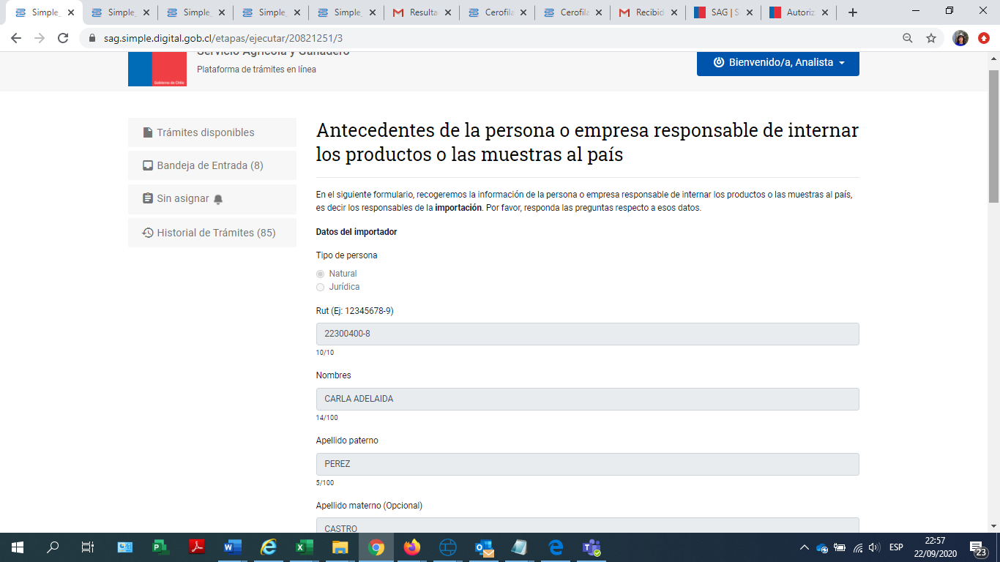 Simple_
Simple_
Simple_
Simple_
Simple_
Resulta
Cerofila
Cerofila
Recibid
SAG | S
Autoriz
sag.simple.digital.gob.cl/etapas/ejecutar/20821251/3
Servicio Agrícola y Ganadero
Plataforma de trámites en línea
Gobierno de Chile
Bienvenido/a, Analista
Trámites disponibles
Bandeja de Entrada (8)
Sin asignar
Historial de Trámites (85)
Antecedentes de la persona o empresa responsable de internar
los productos o las muestras al país
En el siguiente formulario, recogeremos la información de la persona o empresa responsable de internar los productos o las muestras al país,
es decir los responsables de la importación. Por favor, responda las preguntas respecto a esos datos.
Datos del importador
Tipo de persona
Natural
Jurídica
Rut (Ej: 12345678-9)
22300400-8
10/10
Nombres
CARLA ADELAIDA
14/100
Apellido paterno
PEREZ
5/100
Apellido materno (Opcional)
CASTRO
ESP
22:57
22/09/2020
23